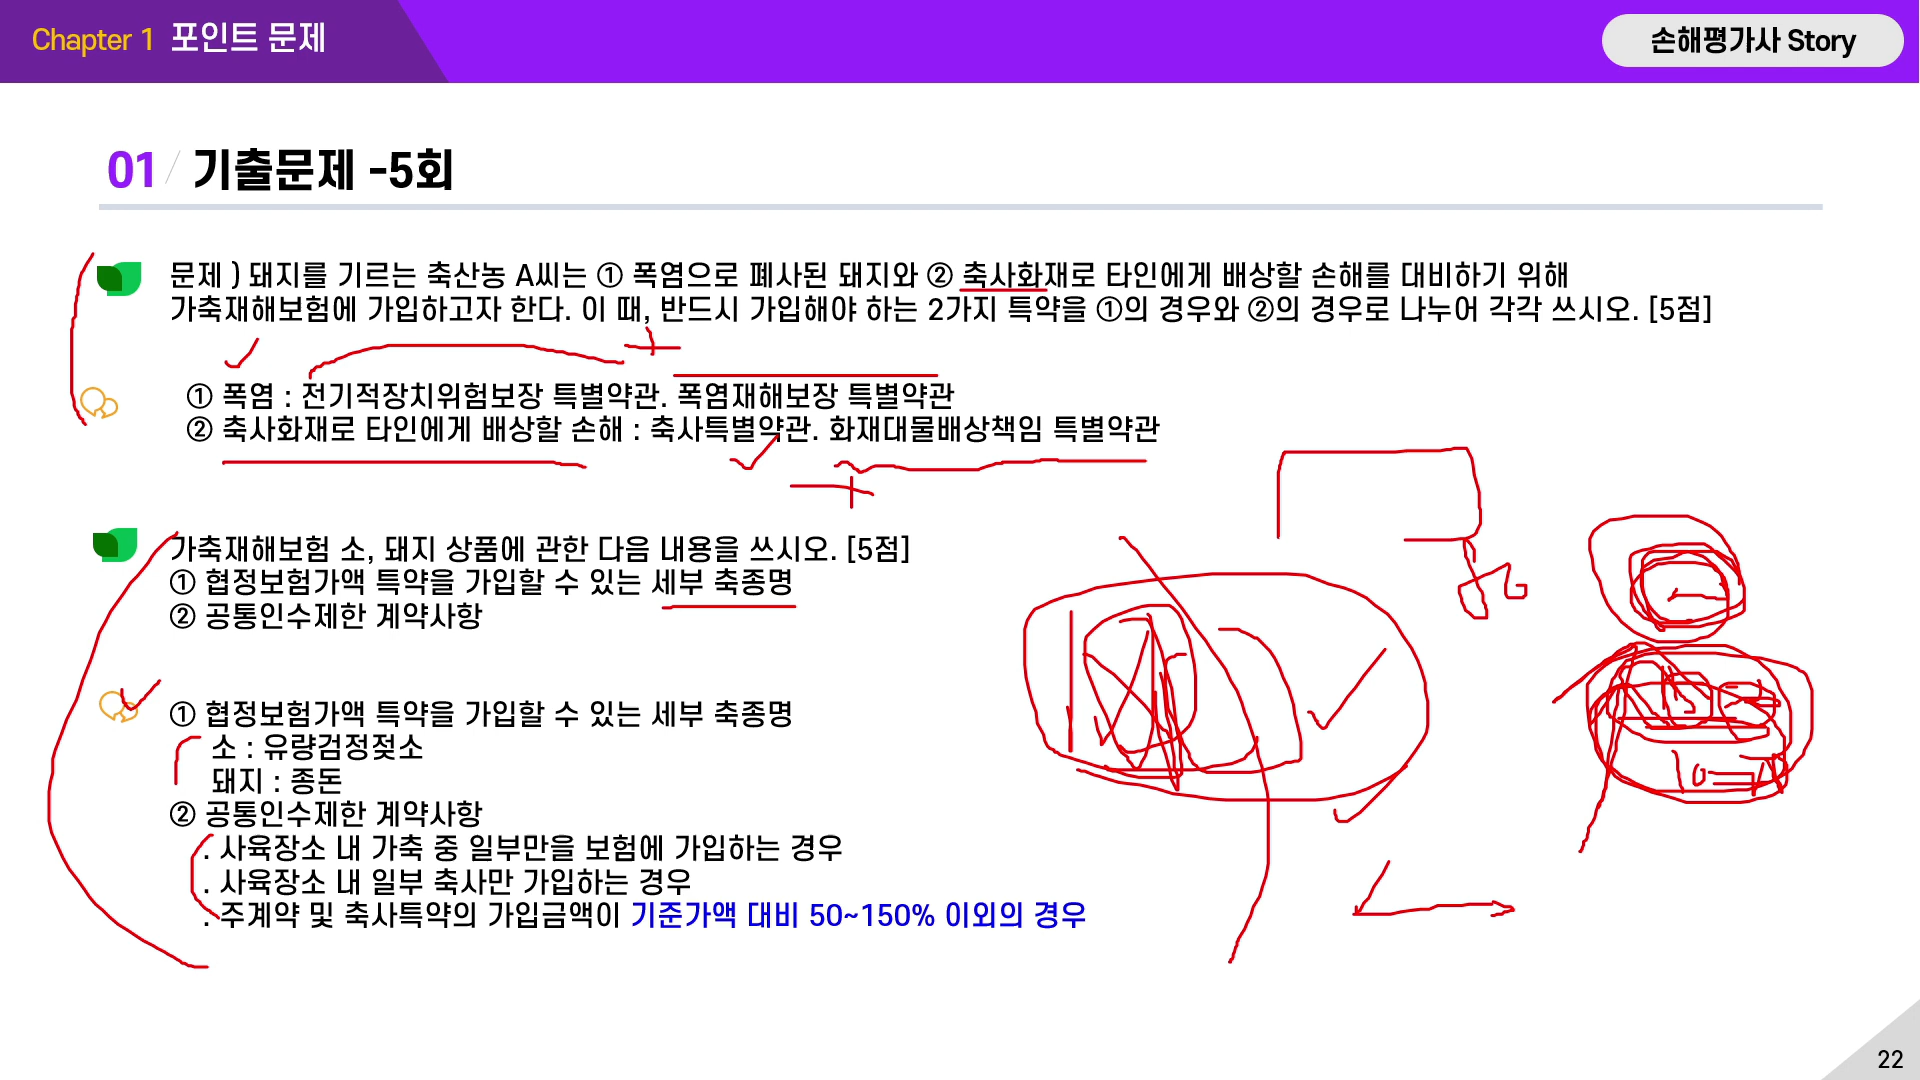 Chapter 1 포인트 문제
손해평가사 Story
01 / 기출문제 -5회
문제 ) 돼지를 기르는 축산농 A씨는 ① 폭염으로 폐사된 돼지와 ② 축사화재로 타인에게 배상할 손해를 대비하기 위해
가축재해보험에 가입하고자 한다. 이 때, 반드시 가입해야 하는 2가지 특약을 ①의 경우와 ②의 경우로 나누어 각각 쓰시오. [5점]
① 폭염 : 전기적장치위험보장 특별약관. 폭염재해보장 특별약관
② 축사화재로 타인에게 배상할 손해 : 축사특별약관. 화재대물배상책임 특별약관
가축재해보험 소, 돼지 상품에 관한 다음 내용을 쓰시오. [5점]
① 협정보험가액 특약을 가입할 수 있는 세부 축종명
② 공통인수제한 계약사항
① 협정보험가액 특약을 가입할 수 있는 세부 축종명
소 : 유량검정젖소
돼지 : 종돈
② 공통인수제한 계약사항
. 사육장소 내 가축 중 일부만을 보험에 가입하는 경우
. 사육장소 내 일부 축사만 가입하는 경우
. 주계약 및 축사특약의 가입금액이 기준가액 대비 50~150% 이외의 경우
22